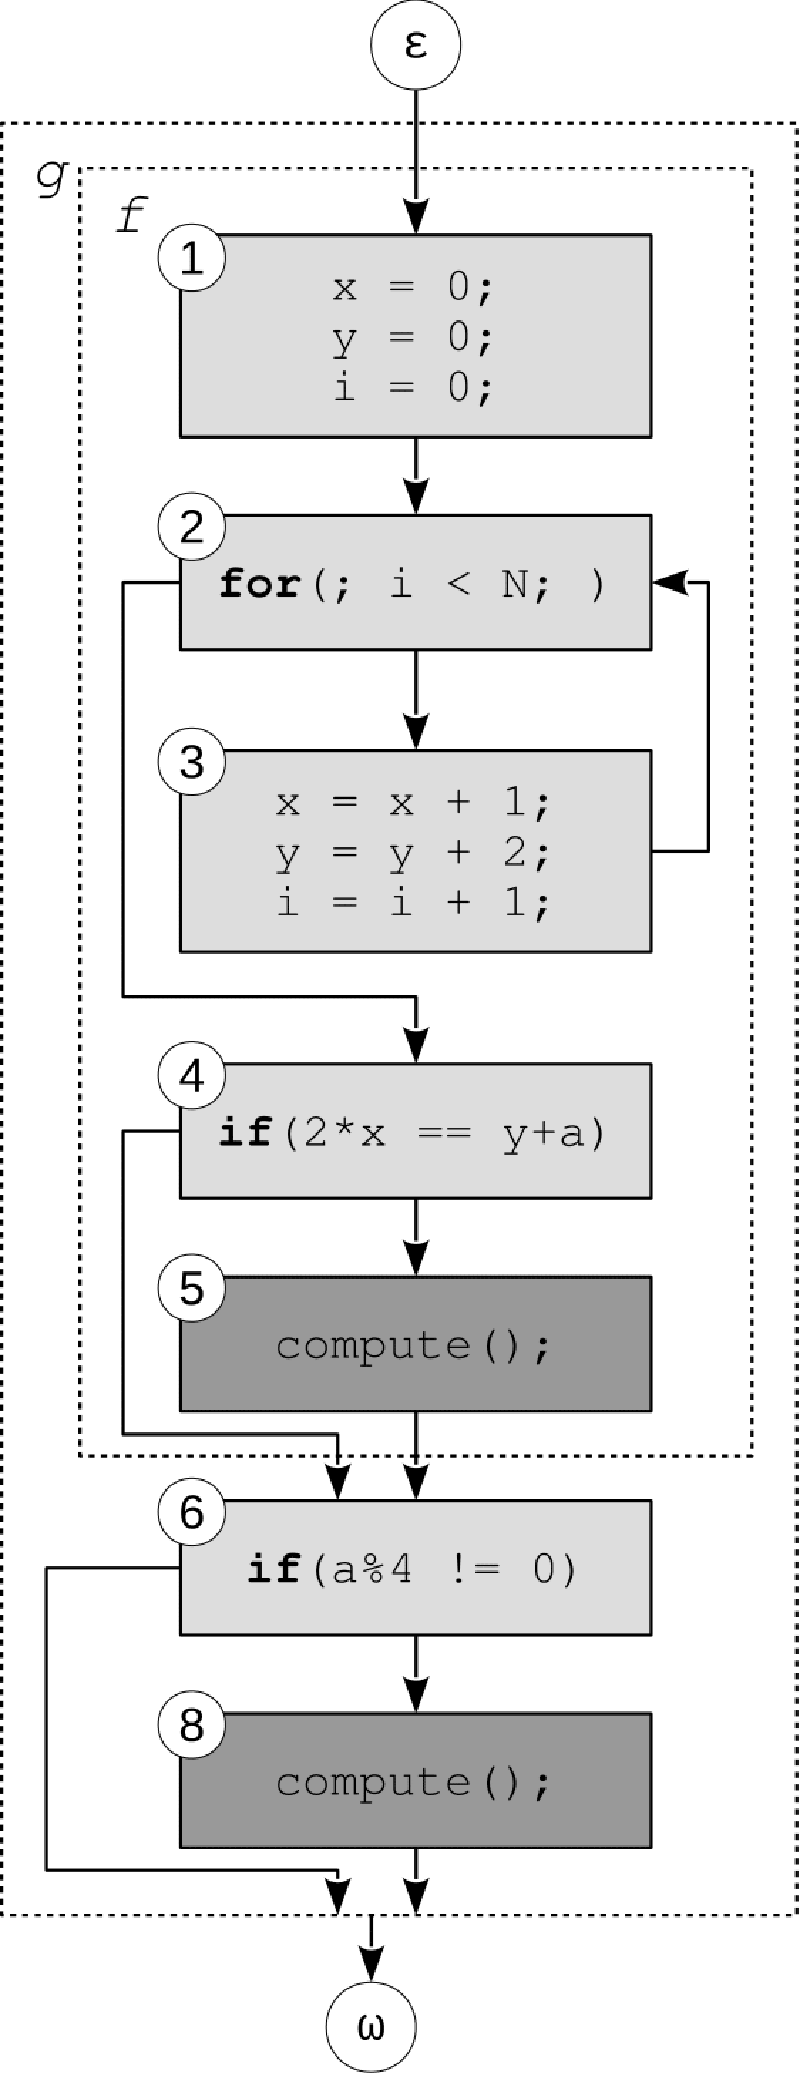 ε
g
f
1
x = 0;
y = 0;
i = 0;
2
for(; i < N; )
3
x = x + 1;
y = y + 2;
i = i + 1;
4
if(2*x == y+a)
5
compute();
6
if(a%4 != 0)
8
compute();
ω